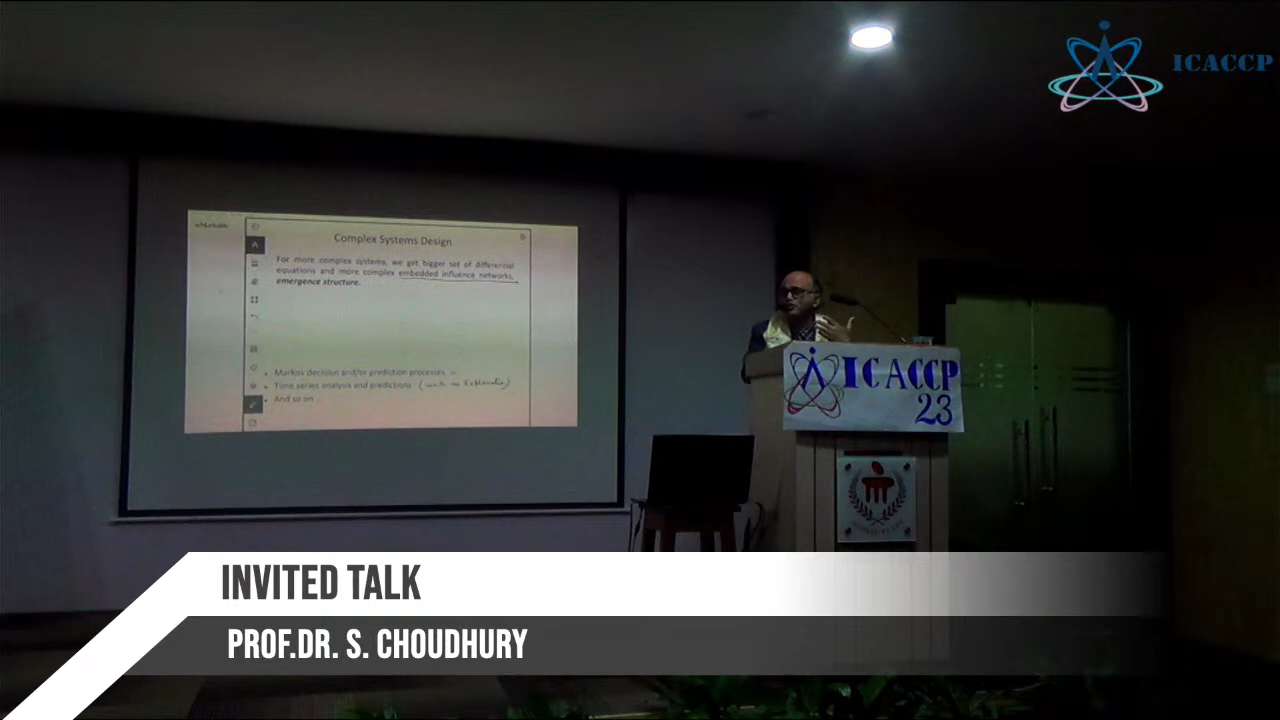 ICACCP
Complex Systems Design
For more complex systems, we get bigger set of differential
equations and more complex embedded influence networks,
emergence structure.
Markov decision and/or prediction processes
Time series analysis and predictions
And so on
ICACCP
23
INVITED TALK
PROF.DR. S. CHOUDHURY